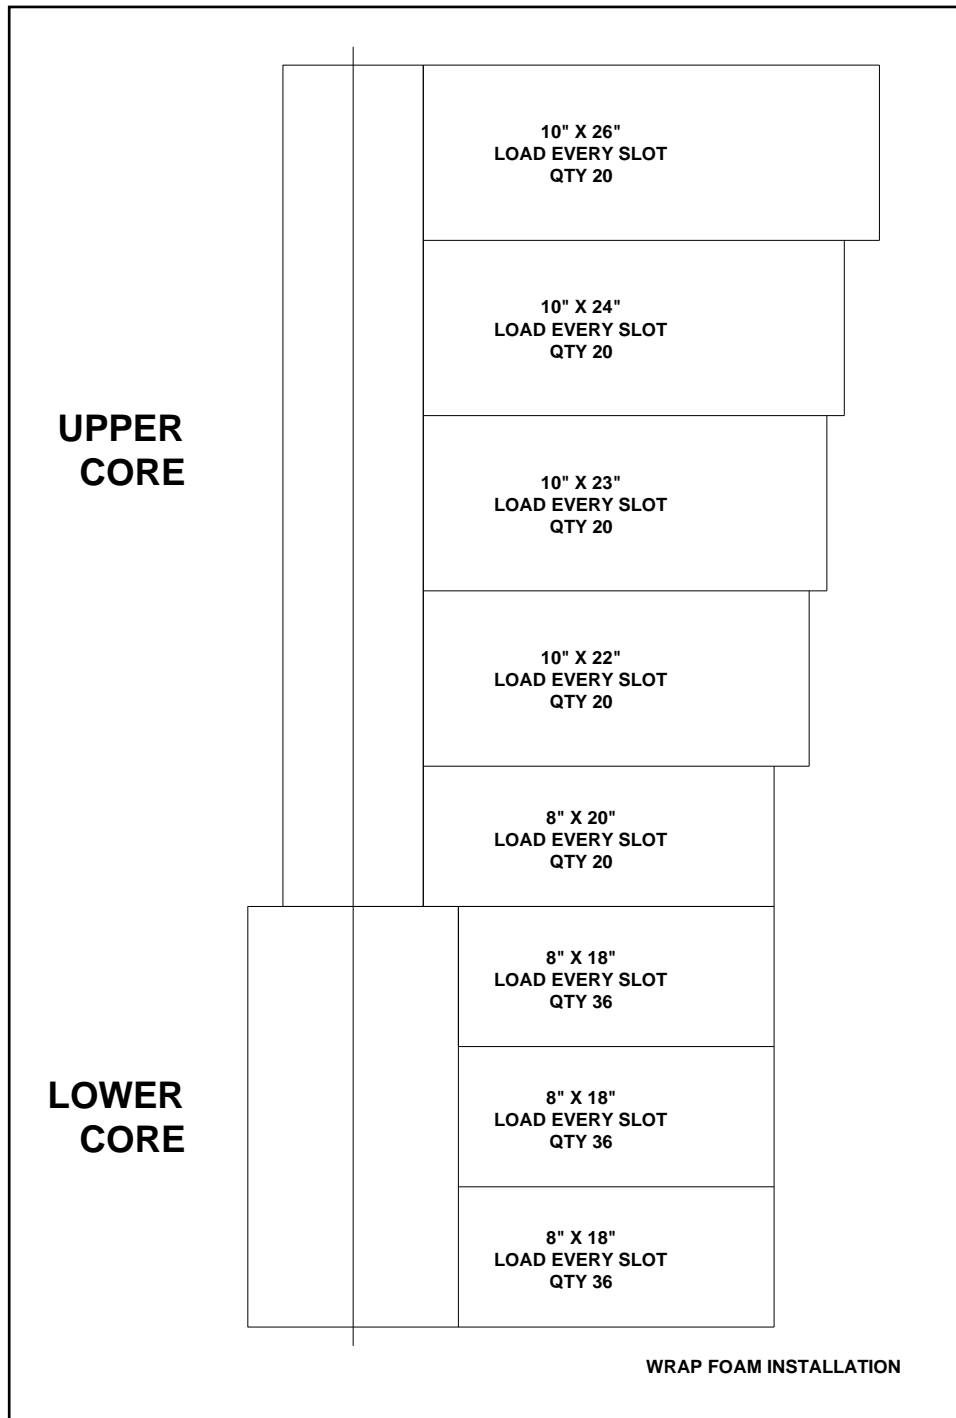 10" X 26"
LOAD EVERY SLOT
QTY 20
10" X 24"
LOAD EVERY SLOT
QTY 20
UPPER
CORE
10" X 23"
LOAD EVERY SLOT
QTY 20
10" X 22"
LOAD EVERY SLOT
QTY 20
8" X 20"
LOAD EVERY SLOT
QTY 20
8" X 18"
LOAD EVERY SLOT
QTY 36
LOWER
CORE
8" X 18"
LOAD EVERY SLOT
QTY 36
8" X 18"
LOAD EVERY SLOT
QTY 36
WRAP FOAM INSTALLATION